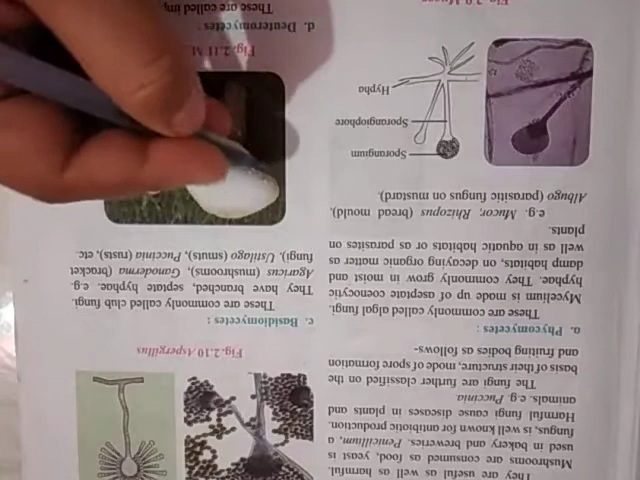 They are useful as well as harmful.
Mushrooms are consumed as food, yeast is
used in bakery and breweries. Penicillium, a
fungus, is well known for antibiotic production.
Harmful fungi cause diseases in plants and
animals. e.g. Puccinia
The fungi are further classified on the
basis of their structure, mode of spore formation
and fruiting bodies as follows-
a. Phycomycetes :
These are commonly called algal fungi.
Mycelium is made up of aseptate coenocytic
hyphae. They commonly grow in moist and
damp habitats, on decaying organic matter as
well as in aquatic habitats or as parasites on
plants.
e.g. Mucor, Rhizopus (bread mould),
Albugo (parasitic fungus on mustard).
Sporangium
Sporangiophore
Hypha
Fig. 2.10 Aspergillus
c. Basidiomycetes :
These are commonly called club fungi.
They have branched, septate hyphae. e.g.
Agaricus (mushrooms), Ganoderma (bracket
fungi), Ustilago (smuts), Puccinia (rusts), etc.
Fig. 2.11 M
d. Deuteromycetes :
These are called im